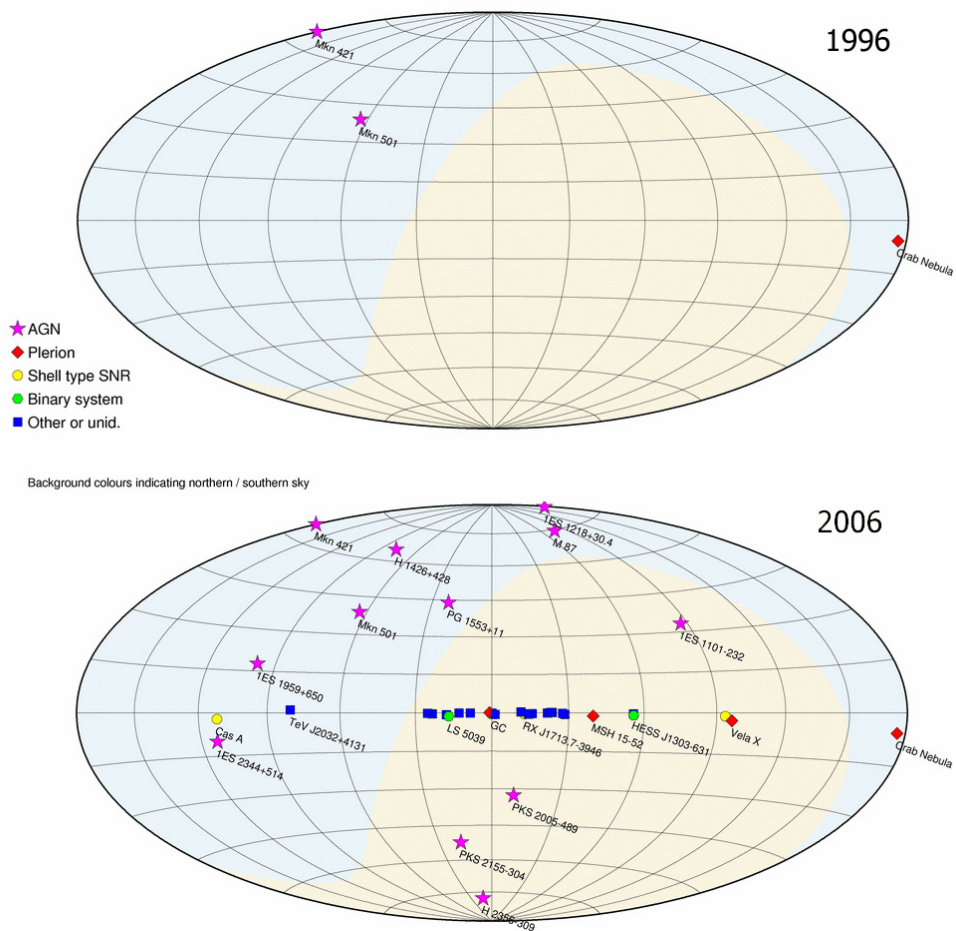 1996
Mkn 421
Mkn 501
Crab Nebula
AGN
Plerion
Shell type SNR
Binary system
Other or unid.
Background colours indicating northern / southern sky
2006
1ES 1218+30.4
Mkn 421
M 87
H 1426+428
PG 1553+11
Mkn 501
1ES 1101-232
1ES 1959+650
TeV J2032+4131
Cas A
LS 5039
GC
RX J1713.7-3946
MSH 15-52
HESS J1303-631
Vela X
Crab Nebula
1ES 2344+514
PKS 2005-489
PKS 2155-304
H 2356-309